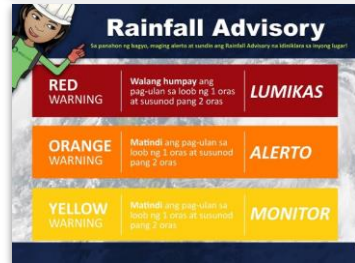 Rainfall Advisory
Sa panahon ng bagyo, maging alerto at sundin ang Rainfall Advisory na idinidiklara sa inyong lugar!
RED
WARNING
Walang humpay ang
pag-ulan sa loob ng 1 oras
at susunod pang 2 oras
LUMIKAS
ORANGE
WARNING
Matindi ang pag-ulan sa
loob ng 1 oras at susunod
pang 2 oras
ALERTO
YELLOW
WARNING
Matindi ang pag-ulan sa
loob ng 1 oras at susunod
pang 2 oras
MONITOR